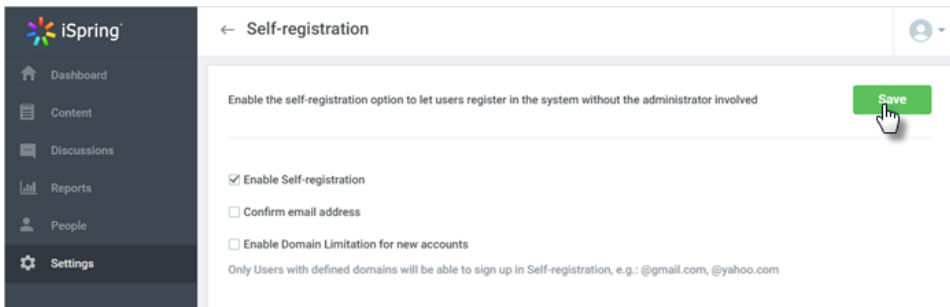 iSpring
← Self-registration
Dashboard
Content
Discussions
Reports
People
Settings
Enable the self-registration option to let users register in the system without the administrator involved
Save
Enable Self-registration
Confirm email address
Enable Domain Limitation for new accounts
Only Users with defined domains will be able to sign up in Self-registration, e.g.: @gmail.com, @yahoo.com